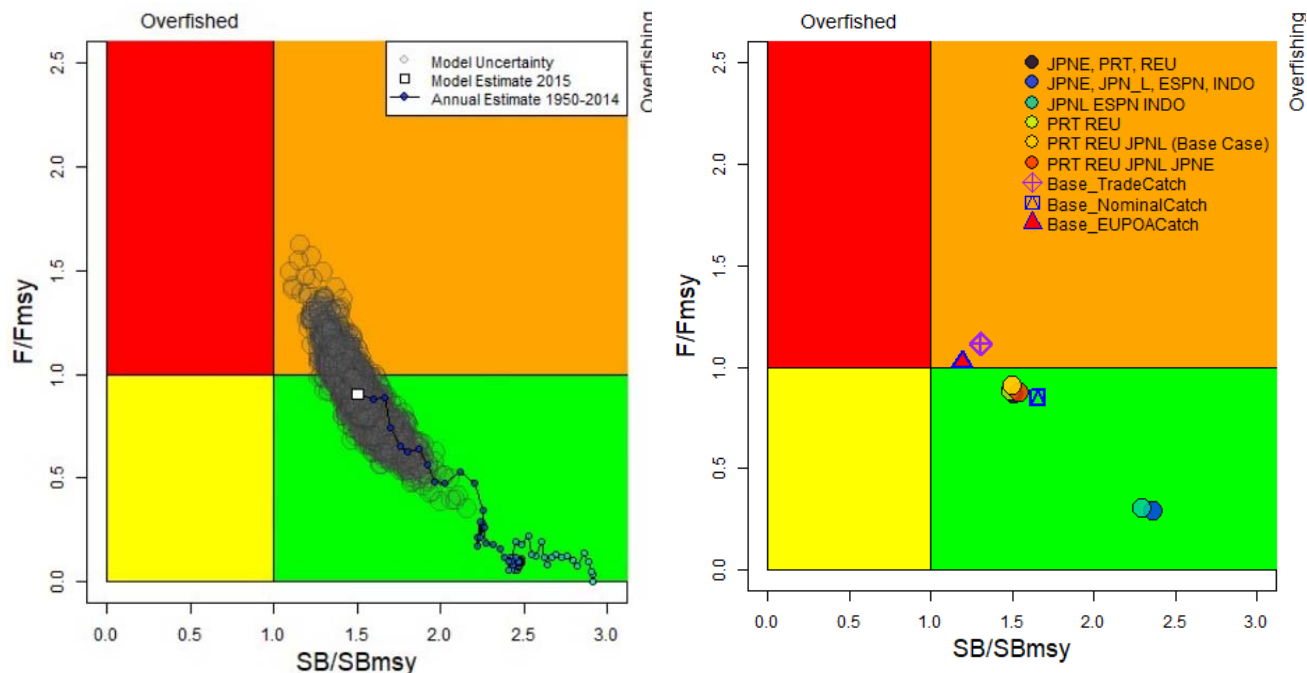 Overfished
Overfishing
2.5
2.0
1.5
1.0
0.5
0.0
F/Fmsy
Model Uncertainty
Model Estimate 2015
Annual Estimate 1950-2014
0.0 0.5 1.0 1.5 2.0 2.5 3.0
SB/SBmsy
Overfished
Overfishing
2.5
2.0
1.5
1.0
0.5
0.0
F/Fmsy
JPNE, PRT, REU
JPNE, JPN_L, ESPN, INDO
JPNL ESPN INDO
PRT REU
PRT REU JPNL (Base Case)
PRT REU JPNL JPNE
Base_TradeCatch
Base_NominalCatch
Base_EUPOACatch
0.0 0.5 1.0 1.5 2.0 2.5 3.0
SB/SBmsy